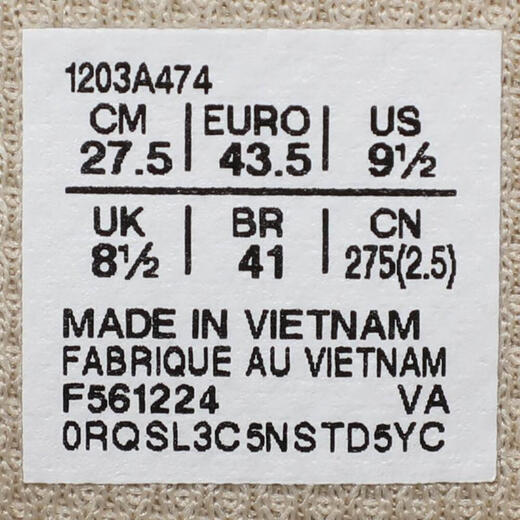 1203A474
CM EURO US
27.5 43.5 9½
UK BR CN
8½ 41 275(2.5)
MADE IN VIETNAM
FABRIQUE AU VIETNAM
F561224 VA
0RQSL3C5NSTD5YC